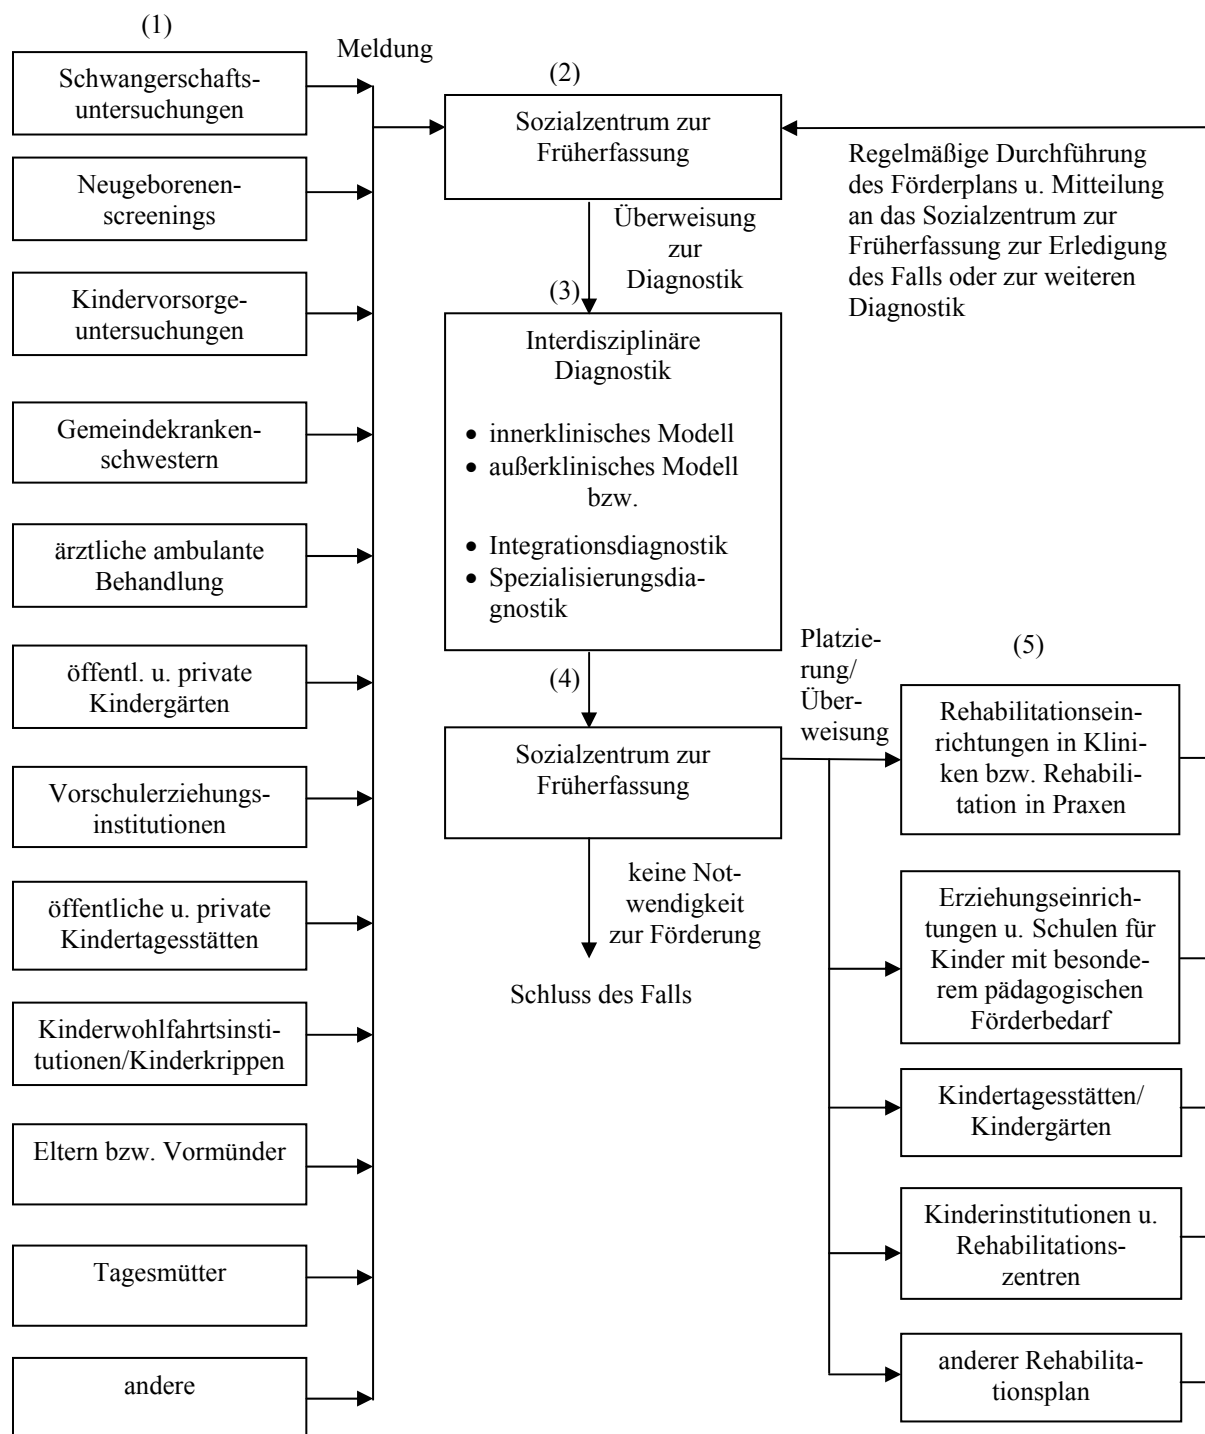 (1)
Schwangerschafts-
untersuchungen
Neugeborenen-
screenings
Kindervorsorge-
untersuchungen
Gemeindekranken-
schwestern
ärztliche ambulante
Behandlung
öffentl. u. private
Kindergärten
Vorschulerziehungs-
institutionen
öffentliche u. private
Kindertagesstätten
Kinderwohlfahrtsinsti-
tutionen/Kinderkrippen
Eltern bzw. Vormünder
Tagesmütter
andere
Meldung
(2)
Sozialzentrum zur
Früherfassung
Überweisung
zur
Diagnostik
(3)
Interdisziplinäre
Diagnostik
• innerklinisches Modell
• außerklinisches Modell
bzw.
• Integrationsdiagnostik
• Spezialisierungsdia-
gnostik
(4)
Sozialzentrum zur
Früherfassung
keine Not-
wendigkeit
zur Förderung
Schluss des Falls
Platzie-
rung/
Über-
weisung
(5)
Rehabilitationsein-
richtungen in Klini-
ken bzw. Rehabili-
tation in Praxen
Erziehungseinrich-
tungen u. Schulen für
Kinder mit besonde-
rem pädagogischen
Förderbedarf
Kindertagesstätten/
Kindergärten
Kinderinstitutionen u.
Rehabilitations-
zentren
anderer Rehabilita-
tionsplan
Regelmäßige Durchführung
des Förderplans u. Mitteilung
an das Sozialzentrum zur
Früherfassung zur Erledigung
des Falls oder zur weiteren
Diagnostik